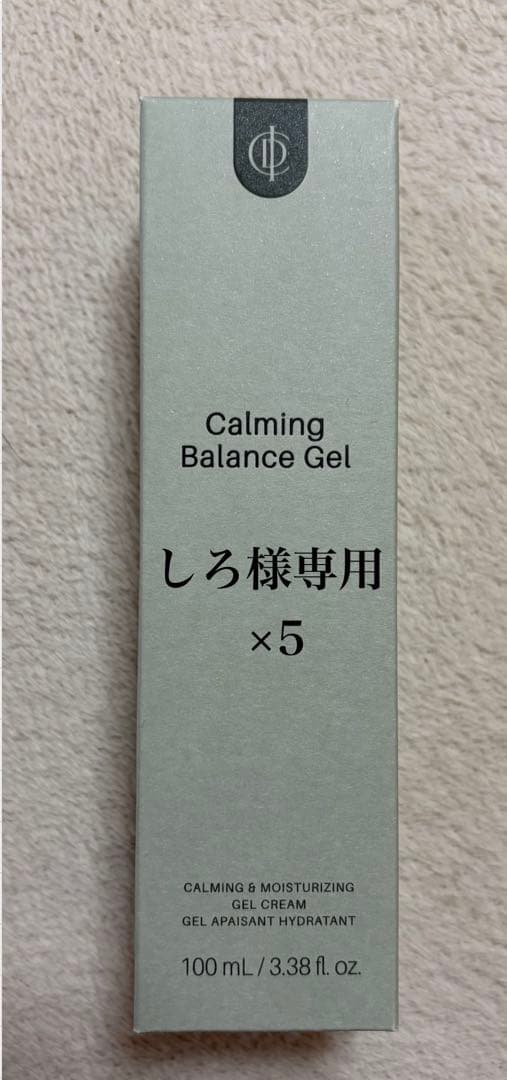 Calming
Balance Gel
しろ様専用
×5
CALMING & MOISTURIZING
GEL CREAM
GEL APAISANT HYDRATANT
100 mL / 3.38 fl. oz.